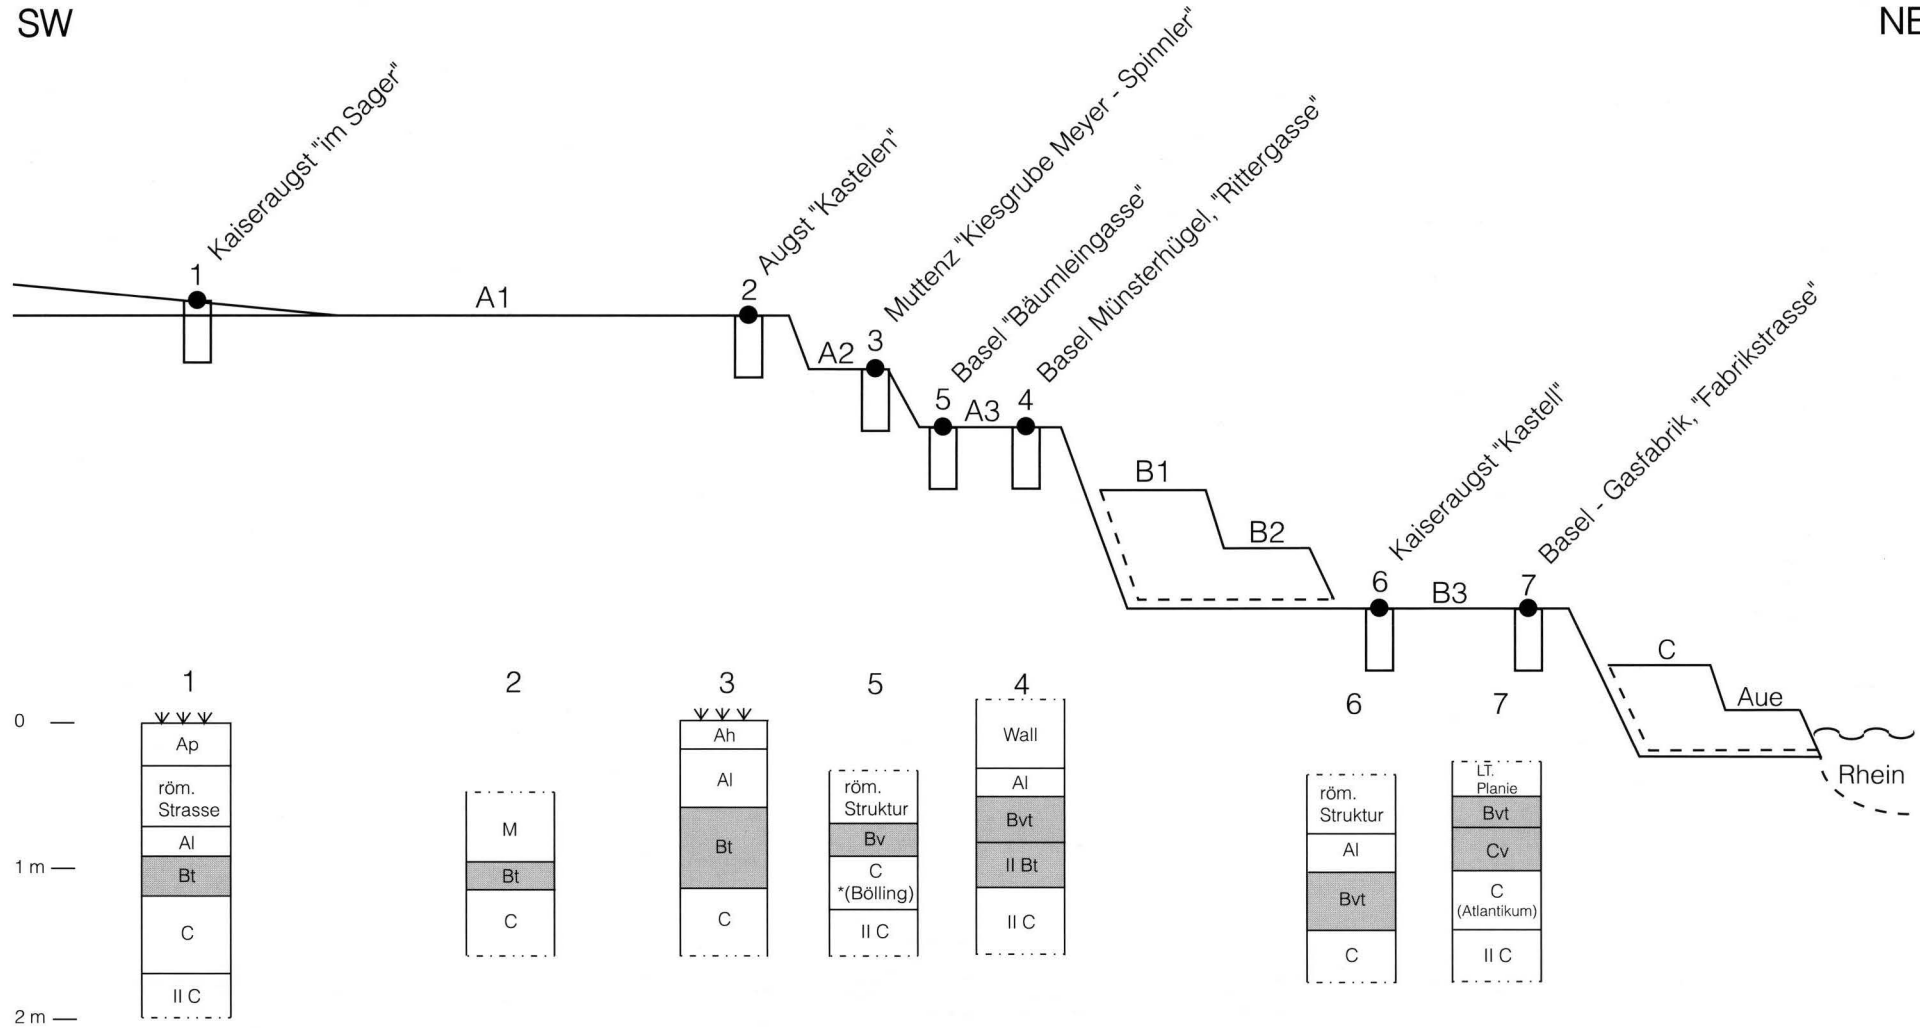 SW
NE
Kaiseraugst "im Sager"
Augst "Kastelen"
Muttenz "Kiesgrube Meyer - Spinnler"
Basel "Bäumleingasse"
Basel Münsterhügel, "Rittergasse"
Kaiseraugst "Kastell"
Basel - Gasfabrik, "Fabrikstrasse"
1
A1
2
A2
3
5
A3
4
B1
B2
6
B3
7
C
Aue
Rhein
1
2
3
5
4
6
7
0
1 m
2 m
Ap
röm.
Strasse
Al
Bt
C
II C
M
Bt
C
Ah
Al
Bt
C
röm.
Struktur
Bv
C
*(Bölling)
II C
Wall
Al
Bvt
II Bt
II C
röm.
Struktur
Al
Bvt
C
LT.
Planie
Bvt
Cv
C
(Atlantikum)
II C